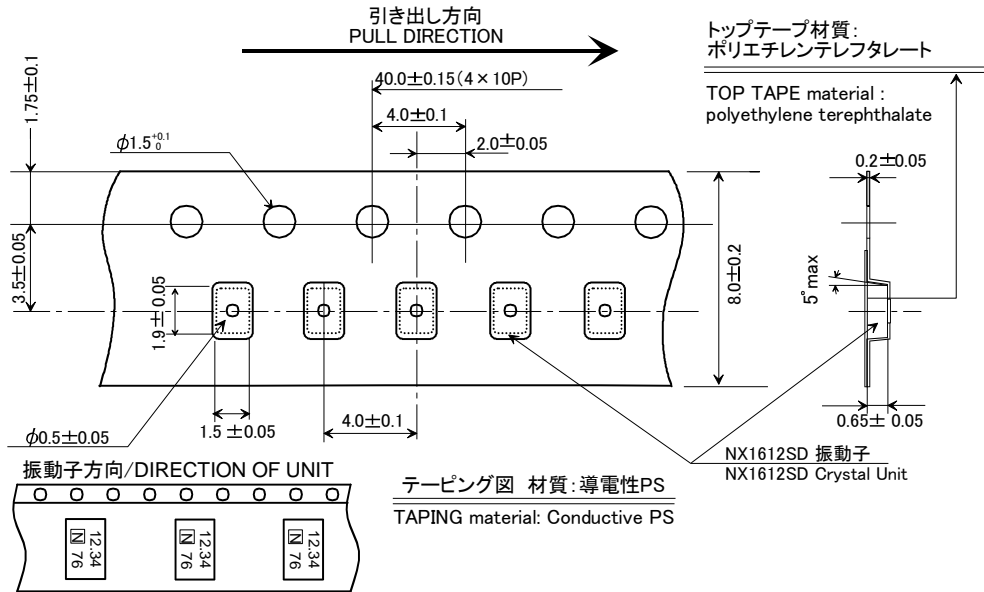 引き出し方向
PULL DIRECTION
トップテープ材質:
ポリエチレンテレフタレート
TOP TAPE material :
polyethylene terephthalate
1.75±0.1
40.0±0.15(4×10P)
4.0±0.1
2.0±0.05
φ1.5 +0.1 0
0.2±0.05
3.5±0.05
8.0±0.2
5°max
1.9±0.05
φ0.5±0.05
1.5±0.05
4.0±0.1
0.65±0.05
NX1612SD 振動子
NX1612SD Crystal Unit
振動子方向/DIRECTION OF UNIT
テーピング図 材質:導電性PS
TAPING material: Conductive PS
12.34
N 76
12.34
N 76
12.34
N 76